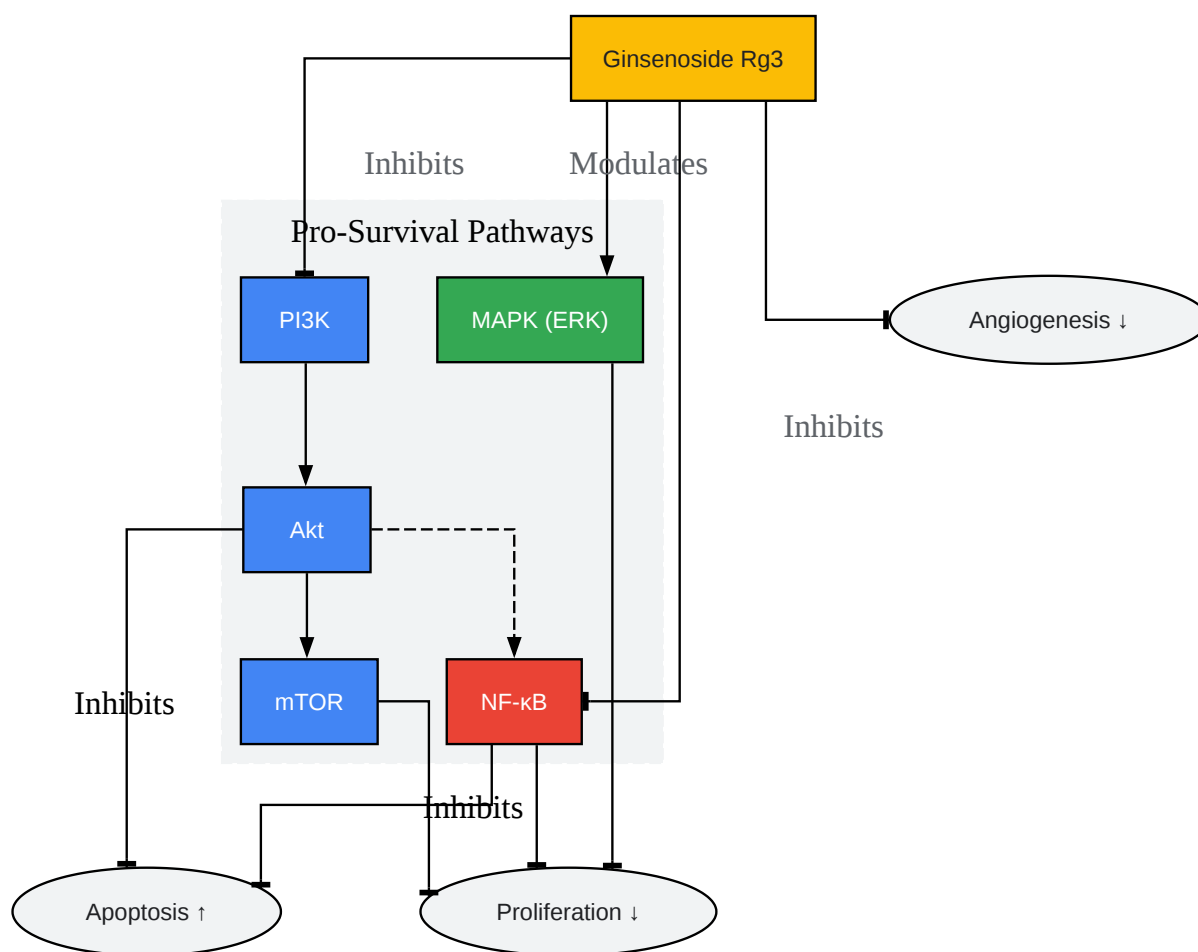 Ginsenoside Rg3
Inhibits
Modulates
Pro-Survival Pathways
PI3K
MAPK (ERK)
Angiogenesis ↓
Inhibits
Akt
Inhibits
mTOR
NF-κB
Inhibits
Apoptosis ↑
Proliferation ↓